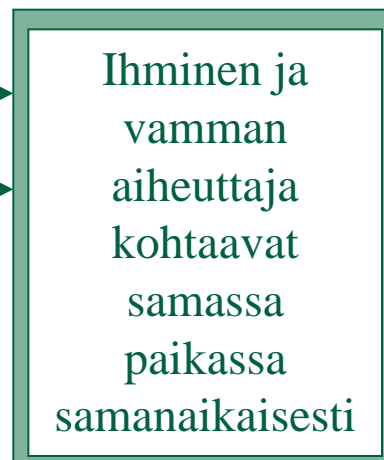 Ihminen ja
vamman
aiheuttaja
kohtaavat
samassa
paikassa
samanaikaisesti